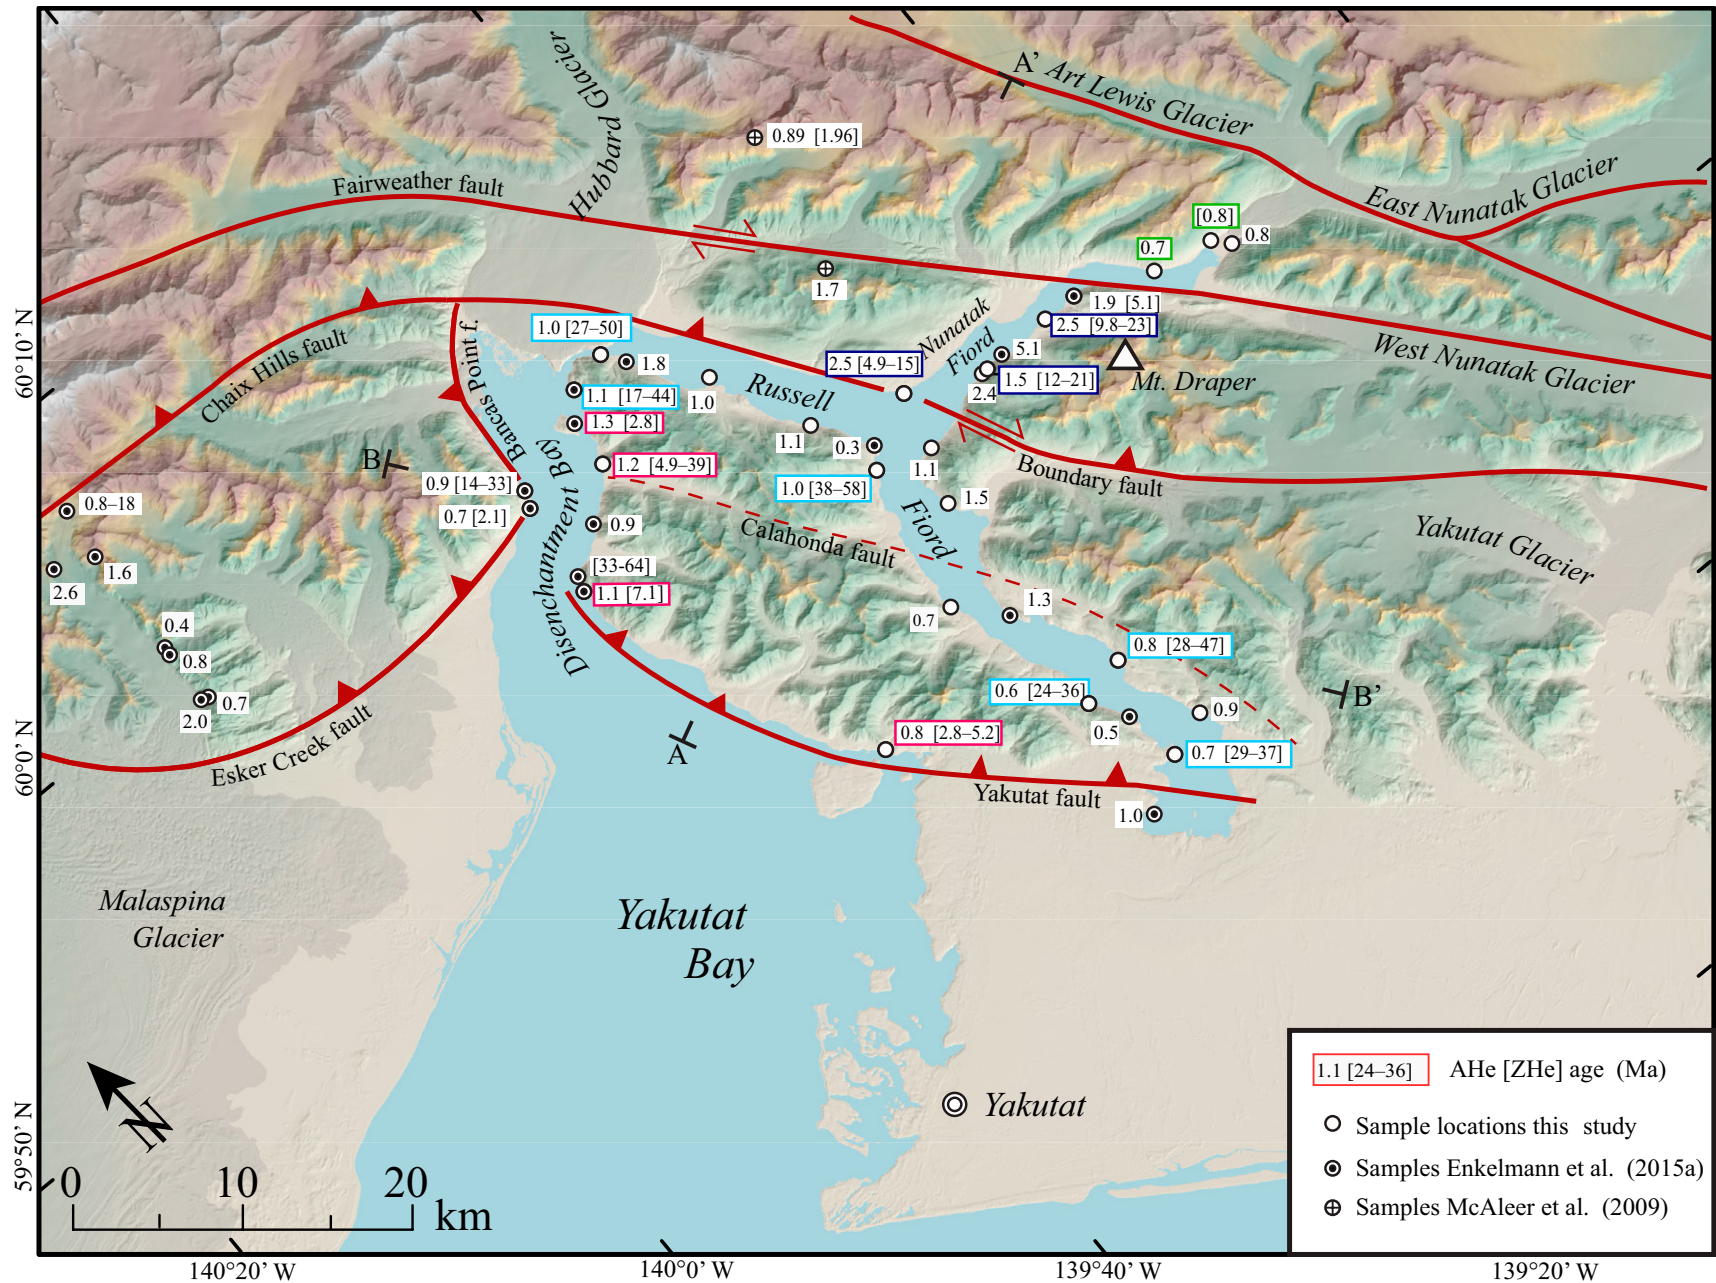 A’
Art Lewis Glacier
Hubbard Glacier
0.89 [1.96]
East Nunatak Glacier
Fairweather fault
[0.8]
0.8
0.7
1.7
1.9 [5.1]
2.5 [9.8–23]
Nunatak
Fiord
5.1
1.5 [12–21]
2.4
Mt. Draper
West Nunatak Glacier
60°10’ N
Chaix Hills fault
Bancas Point f.
1.0 [27–50]
1.8
1.1 [17–44]
1.0
1.3 [2.8]
Russell
Fiord
2.5 [4.9–15]
1.1
0.3
1.1
1.0 [38–58]
1.5
Boundary fault
Yakutat Glacier
B
1.2 [4.9–39]
0.9 [14–33]
0.7 [2.1]
0.9
Calahonda fault
Disenchantment Bay
[33-64]
1.1 [7.1]
0.8–18
1.6
2.6
0.4
0.8
0.7
2.0
0.7
1.3
0.8 [28–47]
0.6 [24–36]
0.5
0.9
B’
0.7 [29–37]
0.8 [2.8–5.2]
A
Esker Creek fault
Yakutat fault
1.0
60°0’ N
Malaspina
Glacier
Yakutat
Bay
Yakutat
N
0 10 20
km
59°50’ N
1.1 [24–36] AHe [ZHe] age (Ma)
Sample locations this study
Samples Enkelmann et al. (2015a)
Samples McAleer et al. (2009)
140°20’ W
140°0’ W
139°40’ W
139°20’ W